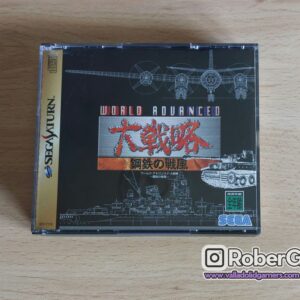 SEGA SATURN
WORLD ADVANCED
大戦略
鋼鉄の戦風
SEGA
RoberG
www.valladolidgamers.com